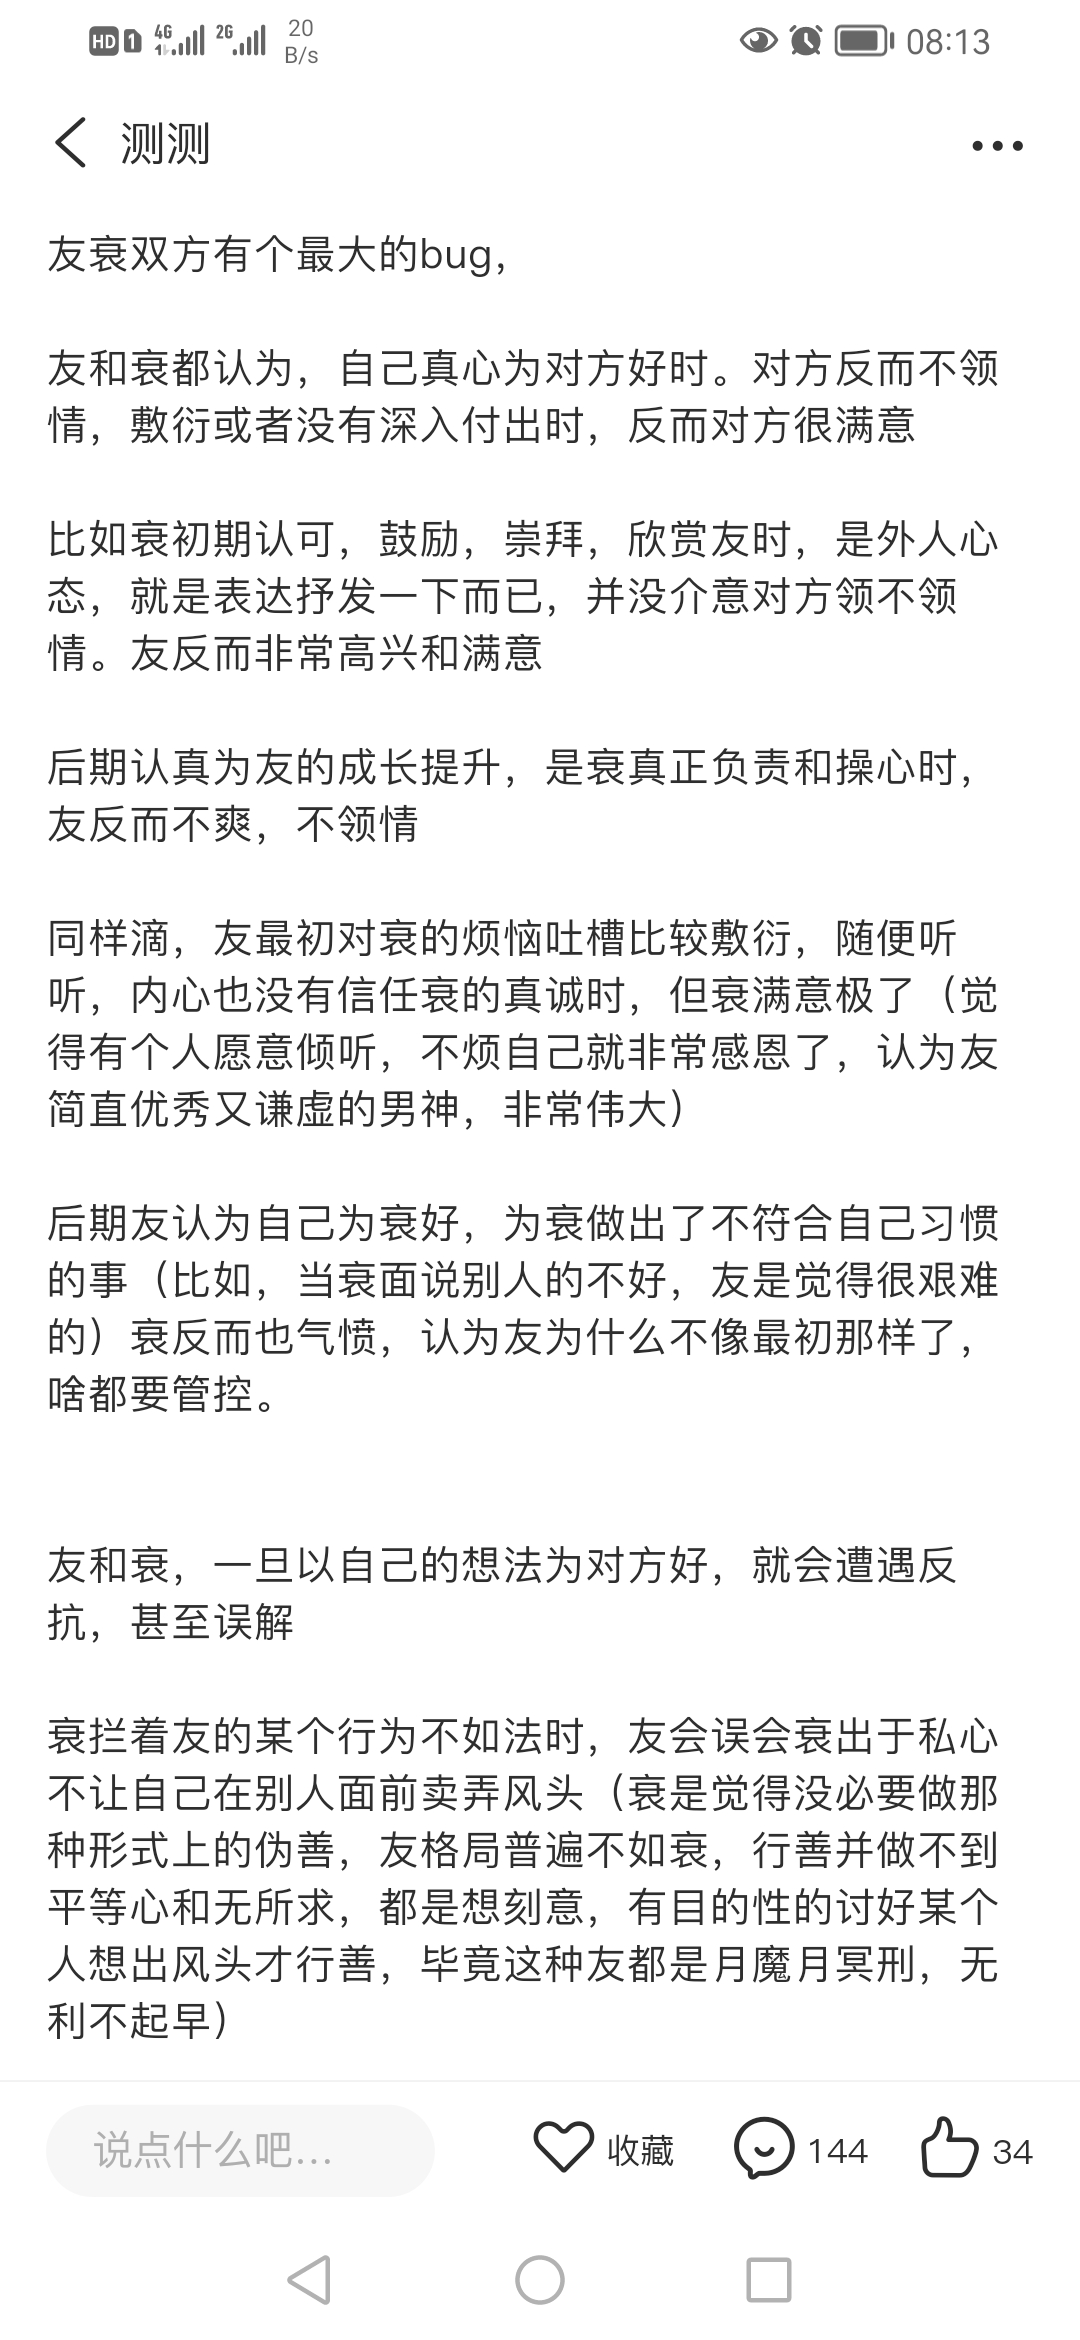 HD 1 4G 2G 20 B/s 08:13
测测
友衰双方有个最大的bug，
友和衰都认为，自己真心为对方好时。对方反而不领
情，敷衍或者没有深入付出时，反而对方很满意
比如衰初期认可，鼓励，崇拜，欣赏友时，是外人心
态，就是表达抒发一下而已，并没介意对方领不领
情。友反而非常高兴和满意
后期认真为友的成长提升，是衰真正负责和操心时，
友反而不爽，不领情
同样滴，友最初对衰的烦恼吐槽比较敷衍，随便听
听，内心也没有信任衰的真诚时，但衰满意极了（觉
得有个人愿意倾听，不烦自己就非常感恩了，认为友
简直优秀又谦虚的男神，非常伟大）
后期友认为自己为衰好，为衰做出了不符合自己习惯
的事（比如，当衰面说别人的不好，友是觉得很艰难
的）衰反而也气愤，认为友为什么不像最初那样了，
啥都要管控。
友和衰，一旦以自己的想法为对方好，就会遭遇反
抗，甚至误解
衰拦着友的某个行为不如法时，友会误会衰出于私心
不让自己在别人面前卖弄风头（衰是觉得没必要做那
种形式上的伪善，友格局普遍不如衰，行善并做不到
平等心和无所求，都是想刻意，有目的性的讨好某个
人想出风头才行善，毕竟这种友都是月魔月冥刑，无
利不起早）
说点什么吧... 收藏 144 34